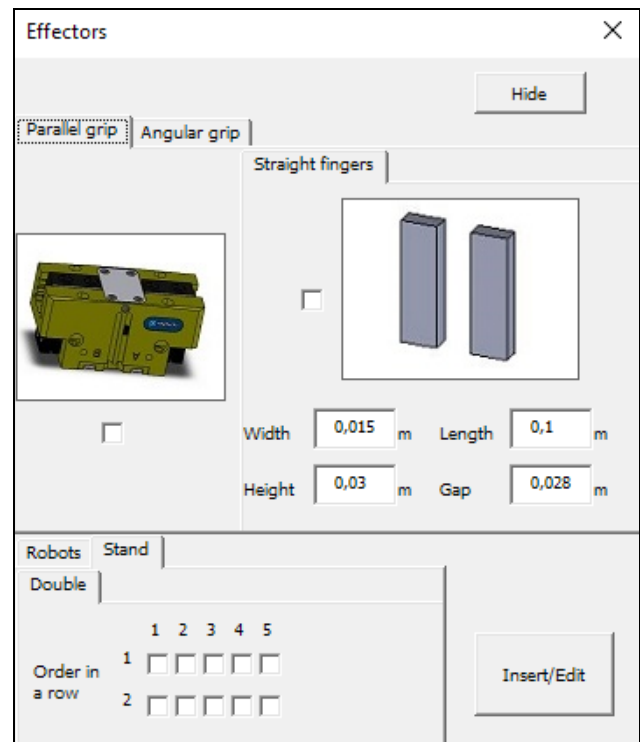 Effectors
Hide
Parallel grip Angular grip
Straight fingers
Width 0,015 m Length 0,1 m
Height 0,03 m Gap 0,028 m
Robots Stand
Double
1 2 3 4 5
Order in
a row
1
2
Insert/Edit